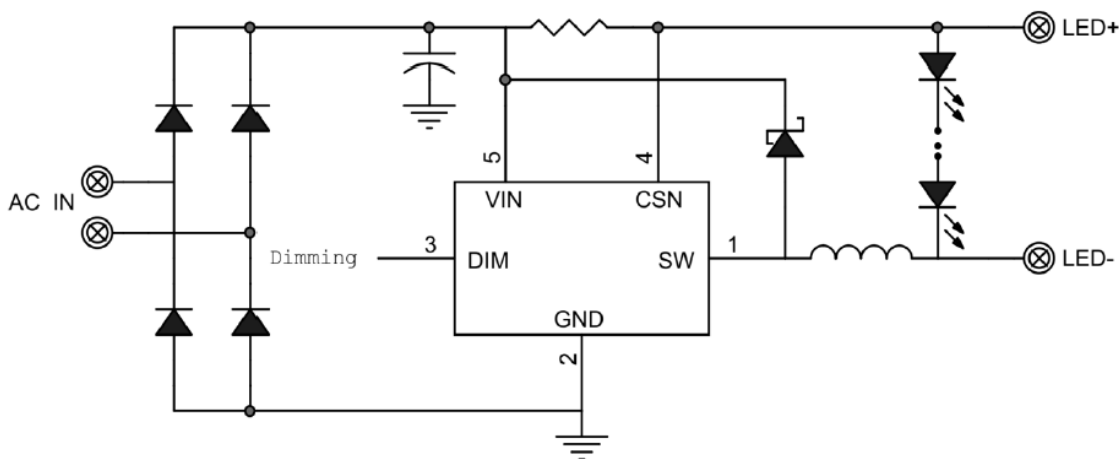 LED+
5
4
VIN
CSN
AC IN
Dimming
3
DIM
SW
1
LED-
GND
2